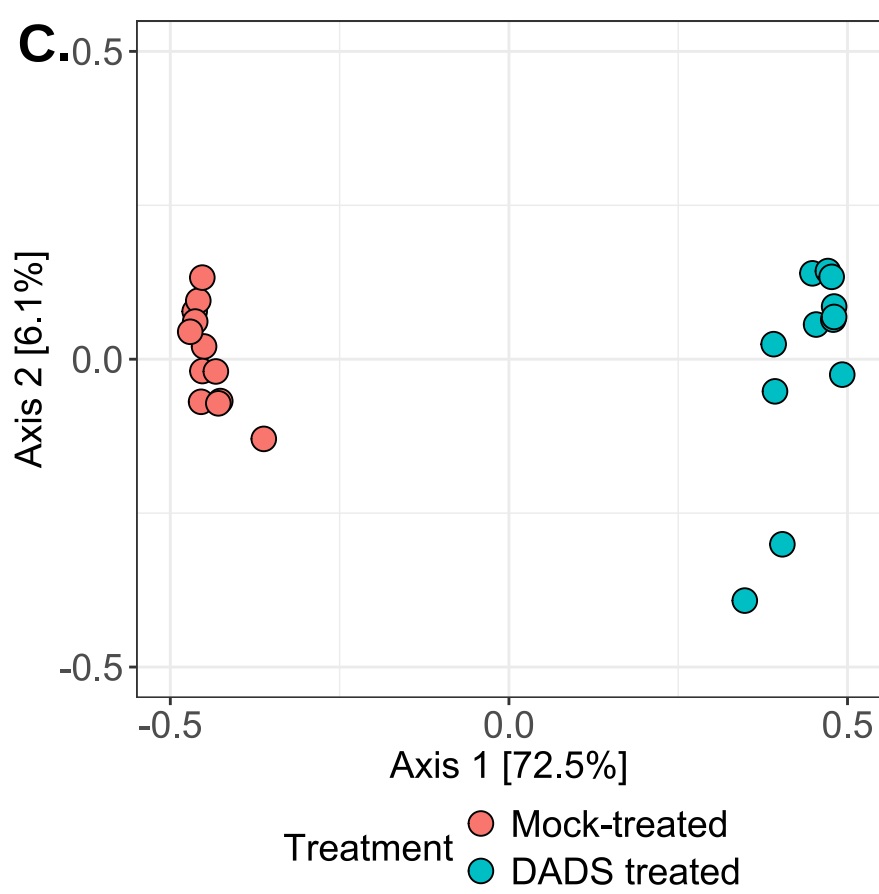 C.
0.5
0.0
-0.5
Axis 2 [6.1%]
-0.5 0.0 0.5
Axis 1 [72.5%]
Treatment
Mock-treated
DADS treated